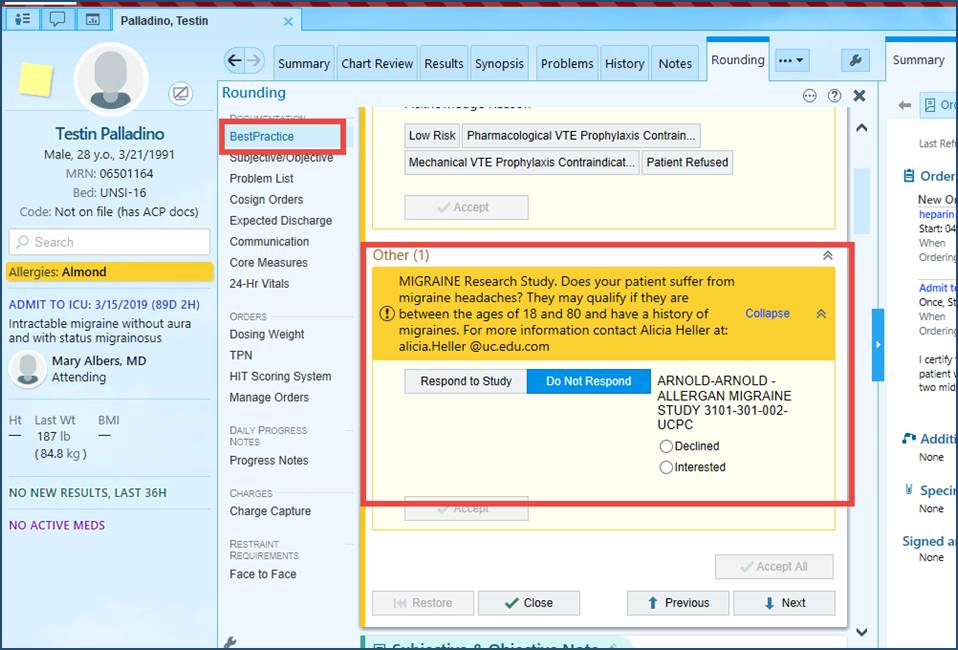 Palladino, Testin
Testin Palladino
Male, 28 y.o., 3/21/1991
MRN: 06501164
Bed: UNSI-16
Code: Not on file (has ACP docs)
Search
Allergies: Almond
ADMIT TO ICU: 3/15/2019 (89D 2H)
Intractable migraine without aura
and with status migrainosus
Mary Albers, MD
Attending
Ht Last Wt BMI
— 187 lb —
(84.8 kg)
NO NEW RESULTS, LAST 36H
NO ACTIVE MEDS
Summary Chart Review Results Synopsis Problems History Notes Rounding
Rounding
DOCUMENTATION
BestPractice
Subjective/Objective
Problem List
Cosign Orders
Expected Discharge
Communication
Core Measures
24-Hr Vitals
ORDERS
Dosing Weight
TPN
HIT Scoring System
Manage Orders
DAILY PROGRESS
NOTES
Progress Notes
CHARGES
Charge Capture
RESTRAINT
REQUIREMENTS
Face to Face
Acknowledge Reason
Low Risk Pharmacological VTE Prophylaxis Contrain...
Mechanical VTE Prophylaxis Contraindicat... Patient Refused
Accept
Other (1)
MIGRAINE Research Study. Does your patient suffer from
migraine headaches? They may qualify if they are
between the ages of 18 and 80 and have a history of
migraines. For more information contact Alicia Heller at:
alicia.Heller @uc.edu.com
Collapse
Respond to Study Do Not Respond
ARNOLD-ARNOLD -
ALLERGAN MIGRAINE
STUDY 3101-301-002-
UCPC
Declined
Interested
Accept
Accept All
Restore Close Previous Next
Subjective & Objective Note
Summary
Last Ref
Order
New Or
heparin
Start: 04
When
Ordering
Admit to
Once, St
When
Ordering
I certify
patient w
two mid
Additi
None
Specin
None
Signed an
None